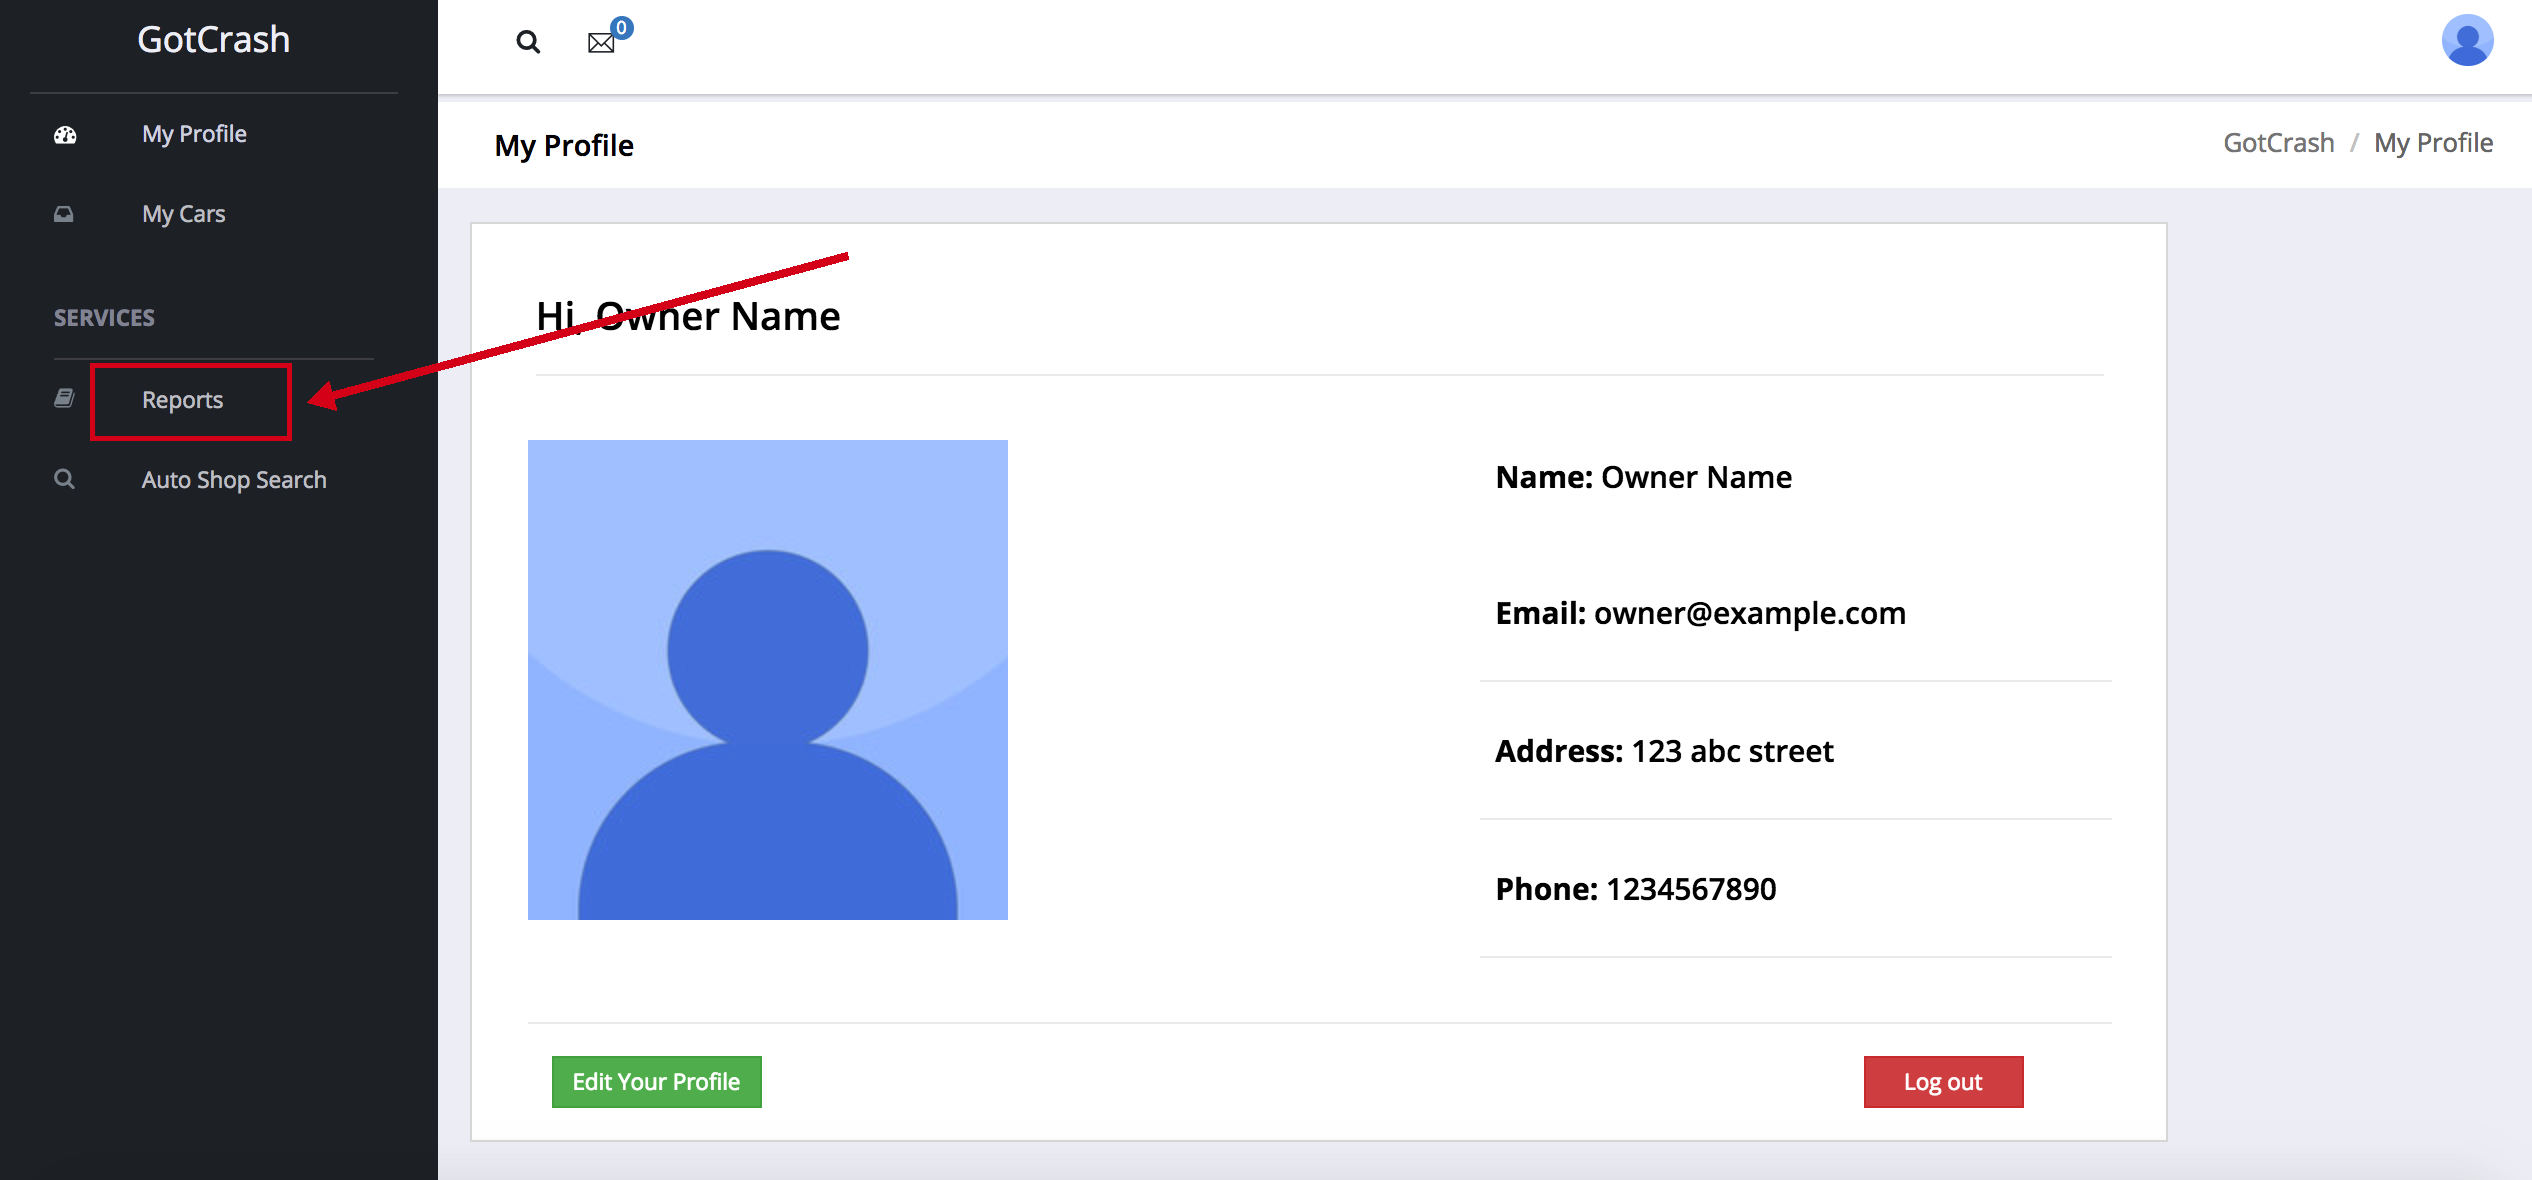 GotCrash
0
My Profile
My Cars
SERVICES
Reports
Auto Shop Search
My Profile
GotCrash / My Profile
Hi, Owner Name
Name: Owner Name
Email: owner@example.com
Address: 123 abc street
Phone: 1234567890
Edit Your Profile
Log out